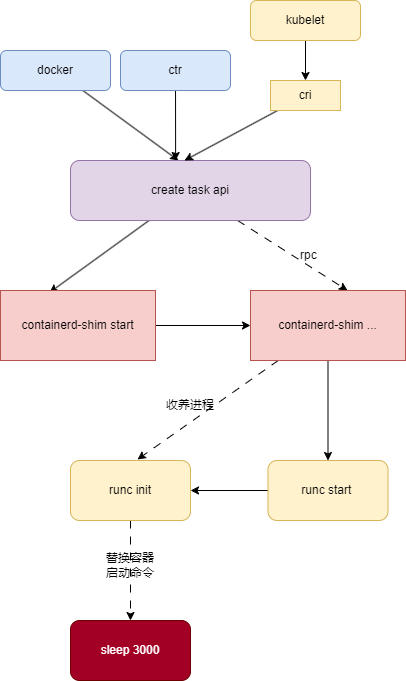 kubelet
docker
ctr
cri
create task api
rpc
containerd-shim start
containerd-shim ...
收养进程
runc init
runc start
替换容器
启动命令
sleep 3000